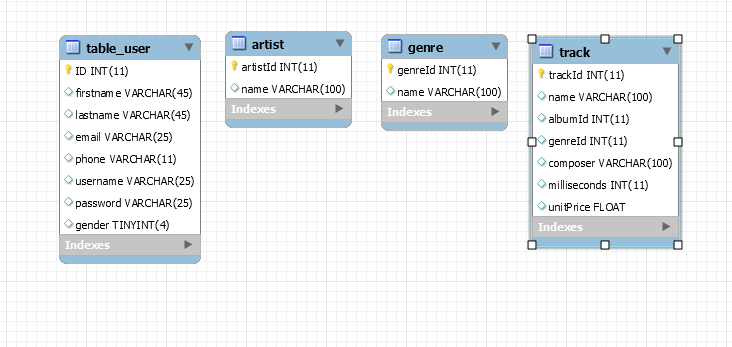 table_user
ID INT(11)
firstname VARCHAR(45)
lastname VARCHAR(45)
email VARCHAR(25)
phone VARCHAR(11)
username VARCHAR(25)
password VARCHAR(25)
gender TINYINT(4)
Indexes
artist
artistId INT(11)
name VARCHAR(100)
Indexes
genre
genreId INT(11)
name VARCHAR(100)
Indexes
track
trackId INT(11)
name VARCHAR(100)
albumId INT(11)
genreId INT(11)
composer VARCHAR(100)
milliseconds INT(11)
unitPrice FLOAT
Indexes